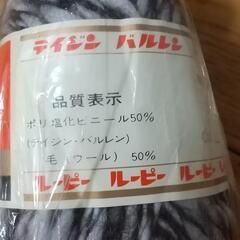 テイジン バルレン
品質表示
ポリ塩化ビニール50%
(テイジン・バルレン)
毛(ウール) 50%
ルーピー ルーピー ルーピ